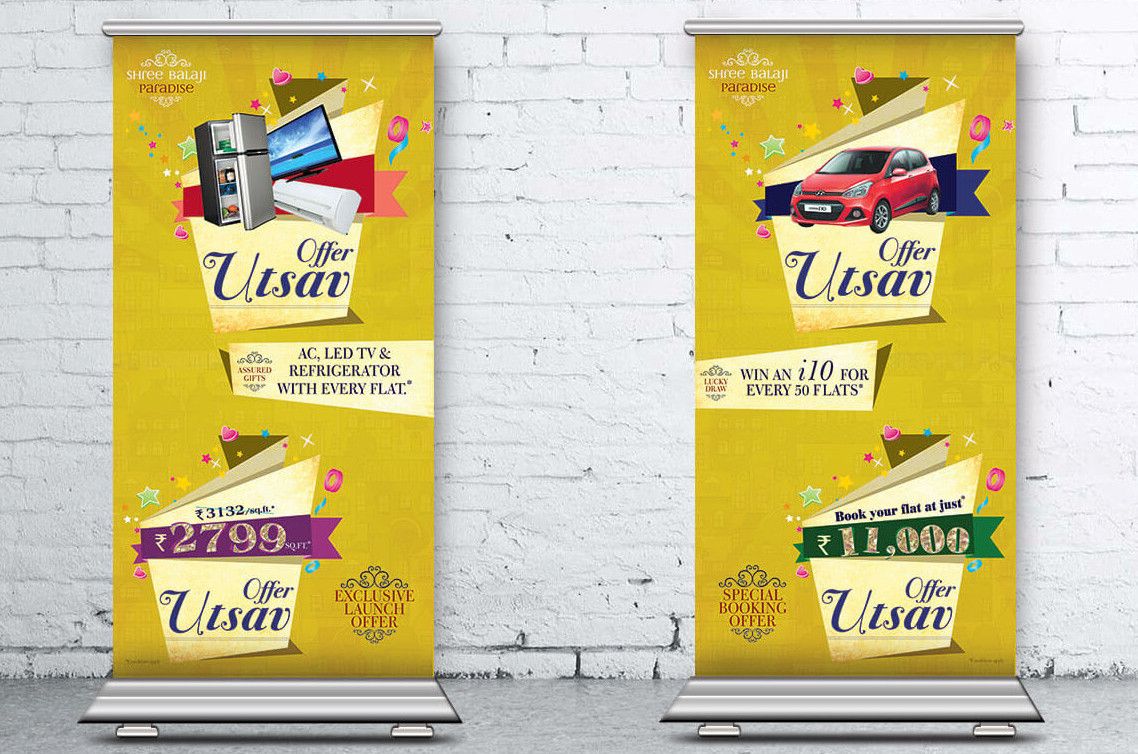 SHREE BALAJI
PARADISE
Offer
Utsav
ASSURED
GIFTS
AC, LED TV &
REFRIGERATOR
WITH EVERY FLAT.*
₹ 3132/sq.ft.*
₹ 2799 SQ.FT.*
Offer
Utsav
EXCLUSIVE
LAUNCH
OFFER
SHREE BALAJI
PARADISE
Offer
Utsav
LUCKY
DRAW
WIN AN i10 FOR
EVERY 50 FLATS*
Book your flat at just*
₹ 11,000
Offer
Utsav
SPECIAL
BOOKING
OFFER